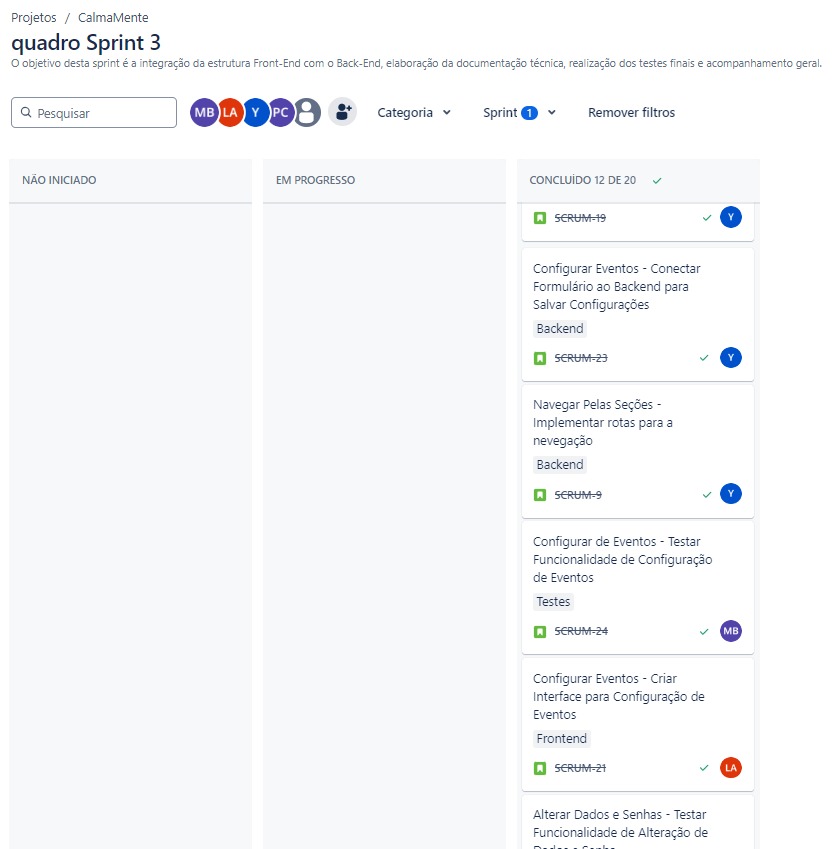 Projetos / CalmaMente
quadro Sprint 3
O objetivo desta sprint é a integração da estrutura Front-End com o Back-End, elaboração da documentação técnica, realização dos testes finais e acompanhamento geral.
Pesquisar MB LA Y PC Categoria Sprint 1 Remover filtros
NÃO INICIADO EM PROGRESSO CONCLUÍDO 12 DE 20
SCRUM-19 Y
Configurar Eventos - Conectar
Formulário ao Backend para
Salvar Configurações
Backend
SCRUM-23 Y
Navegar Pelas Seções -
Implementar rotas para a
nevegação
Backend
SCRUM-9 Y
Configurar de Eventos - Testar
Funcionalidade de Configuração
de Eventos
Testes
SCRUM-24 MB
Configurar Eventos - Criar
Interface para Configuração de
Eventos
Frontend
SCRUM-21 LA
Alterar Dados e Senhas - Testar
Funcionalidade de Alteração de
Dados e Senha